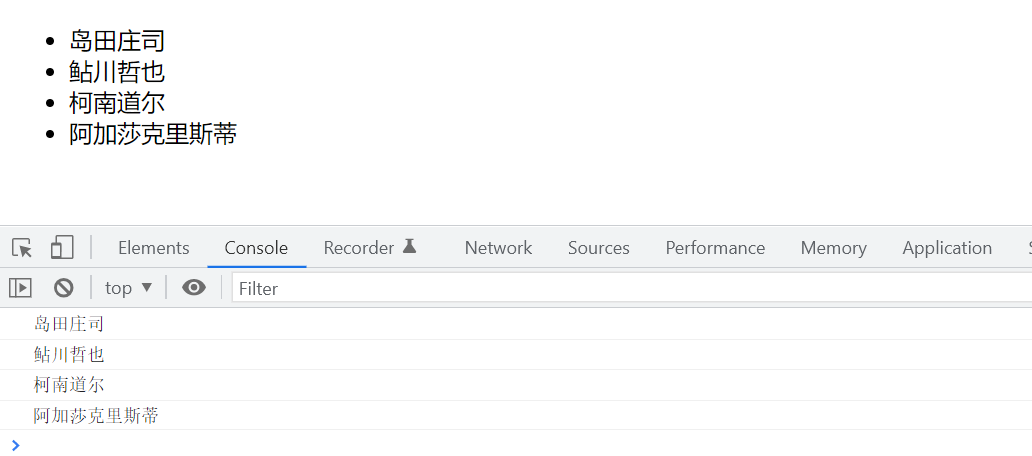 岛田庄司
鲇川哲也
柯南道尔
阿加莎克里斯蒂
Elements Console Recorder Network Sources Performance Memory Application
top Filter
岛田庄司
鲇川哲也
柯南道尔
阿加莎克里斯蒂